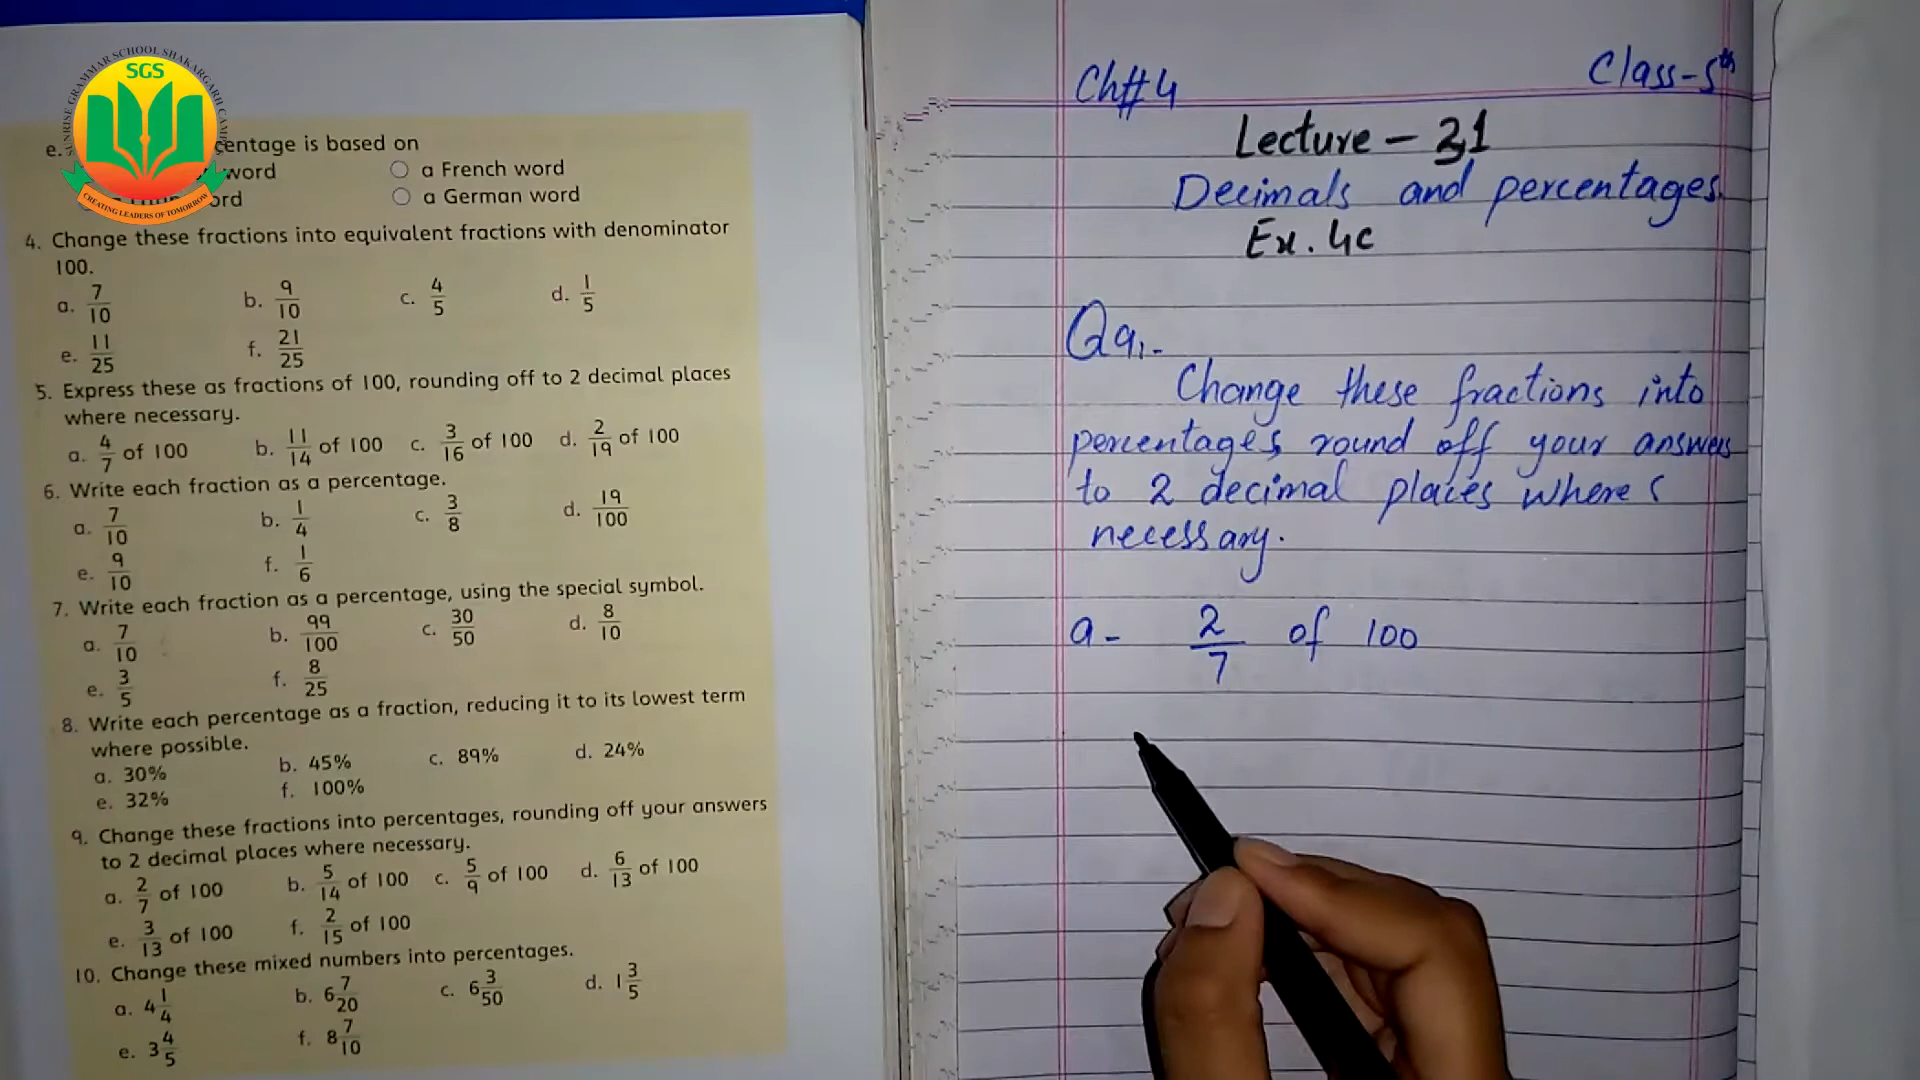 SUNRISE GRAMMAR SCHOOL SHAKARGARH CAMPUS
SGS
CREATING LEADERS OF TOMORROW
e. centage is based on
word ○ a French word
ord ○ a German word
4. Change these fractions into equivalent fractions with denominator
100.
a. 7/10 b. 9/10 c. 4/5 d. 1/5
e. 11/25 f. 21/25
5. Express these as fractions of 100, rounding off to 2 decimal places
where necessary.
a. 4/7 of 100 b. 11/14 of 100 c. 3/16 of 100 d. 2/19 of 100
6. Write each fraction as a percentage.
a. 7/10 b. 1/4 c. 3/8 d. 19/100
e. 9/10 f. 1/6
7. Write each fraction as a percentage, using the special symbol.
a. 7/10 b. 99/100 c. 30/50 d. 8/10
e. 3/5 f. 8/25
8. Write each percentage as a fraction, reducing it to its lowest term
where possible.
a. 30% b. 45% c. 89% d. 24%
e. 32% f. 100%
9. Change these fractions into percentages, rounding off your answers
to 2 decimal places where necessary.
a. 2/7 of 100 b. 5/14 of 100 c. 5/9 of 100 d. 6/13 of 100
e. 3/13 of 100 f. 2/15 of 100
10. Change these mixed numbers into percentages.
a. 4 1/4 b. 6 7/20 c. 6 3/50 d. 1 3/5
e. 3 4/5 f. 8 7/10
Ch# 4 Class-5th
Lecture - 31
Decimals and percentages
Ex. 4c
Q9.-
Change these fractions into
percentages, round off your answers
to 2 decimal places where
necessary.
a- 2/7 of 100